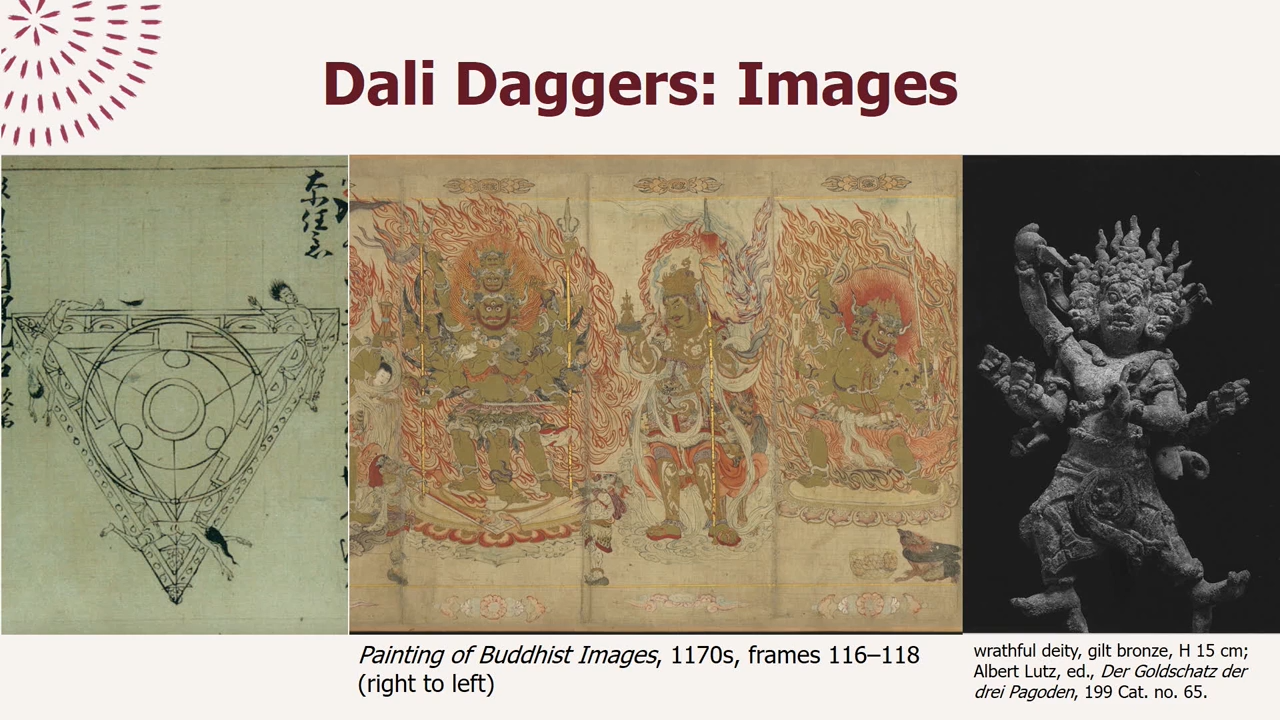 Dali Daggers: Images
Painting of Buddhist Images, 1170s, frames 116–118
(right to left)
wrathful deity, gilt bronze, H 15 cm;
Albert Lutz, ed., Der Goldschatz der
drei Pagoden, 199 Cat. no. 65.